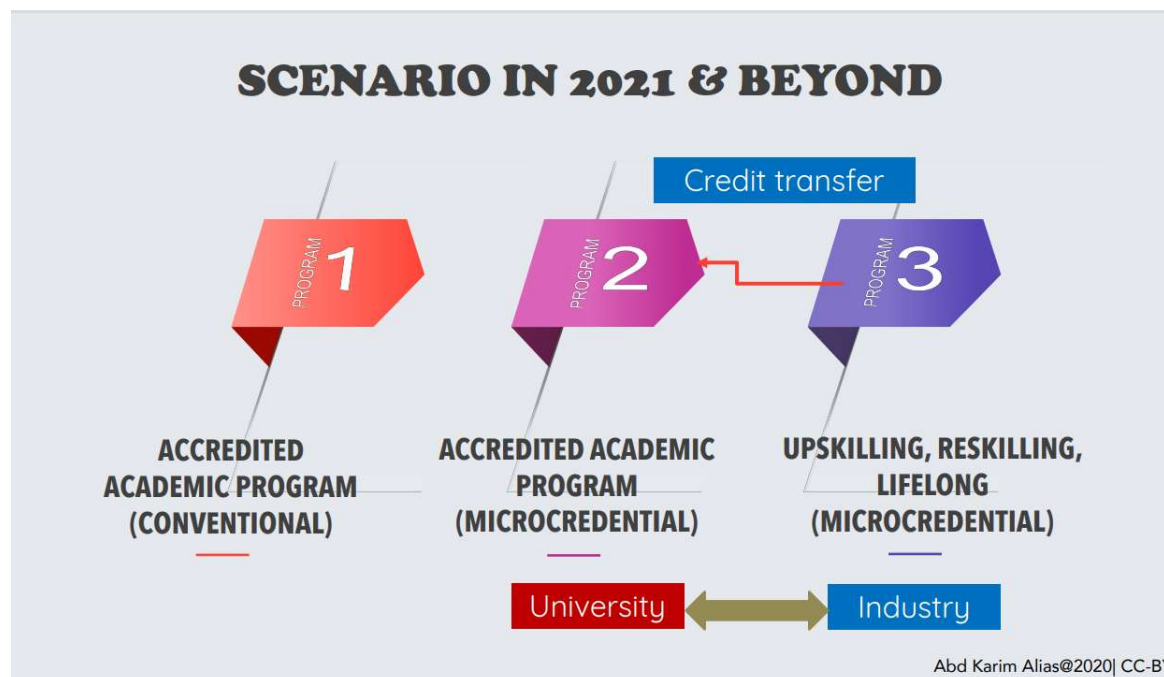 SCENARIO IN 2021 & BEYOND
Credit transfer
PROGRAM 1
PROGRAM 2
PROGRAM 3
ACCREDITED
ACADEMIC PROGRAM
(CONVENTIONAL)
ACCREDITED ACADEMIC
PROGRAM
(MICROCREDENTIAL)
UPSKILLING, RESKILLING,
LIFELONG
(MICROCREDENTIAL)
University
Industry
Abd Karim Alias@2020| CC-BY